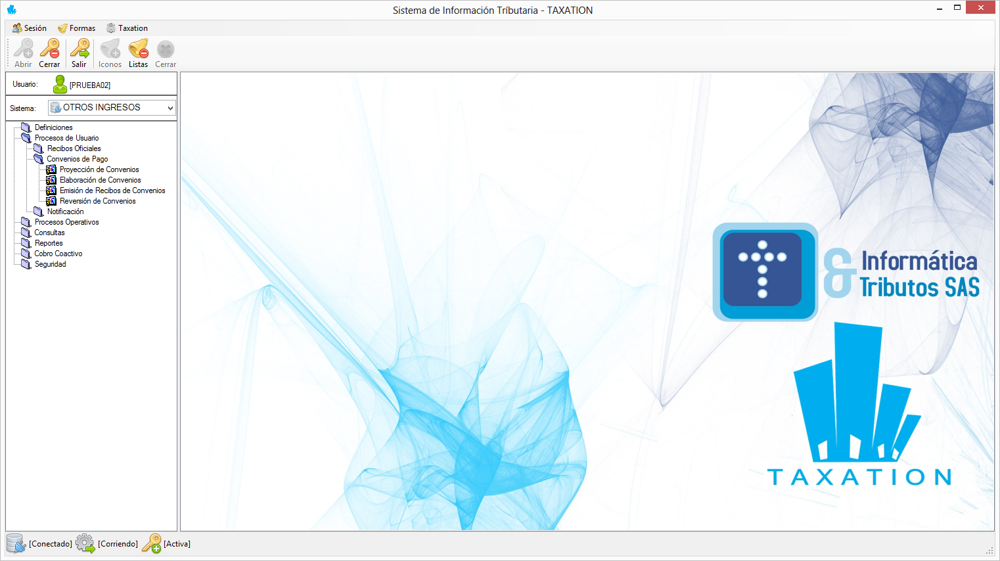 Sistema de Información Tríbutaria - TAXATION
Sesión Formas Taxation
Abrir Cerrar Salir Iconos Listas Cerrar
Usuario: [PRUEBA02]
Sistema: OTROS INGRESOS
Definiciones
Procesos de Usuario
Recibos Oficiales
Convenios de Pago
Proyección de Convenios
Elaboración de Convenios
Emisión de Recibos de Convenios
Reversión de Convenios
Notificación
Procesos Operativos
Consultas
Reportes
Cobro Coactivo
Seguridad
& Informática
Tributos SAS
TAXATION
[Conectado] [Corriendo] [Activa]